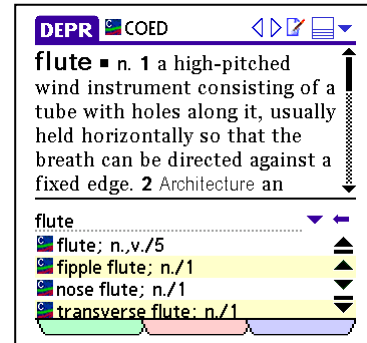 DEPR COED
flute ▪ n. 1 a high-pitched
wind instrument consisting of a
tube with holes along it, usually
held horizontally so that the
breath can be directed against a
fixed edge. 2 Architecture an
flute
flute; n.,v./5
fipple flute; n./1
nose flute; n./1
transverse flute; n./1